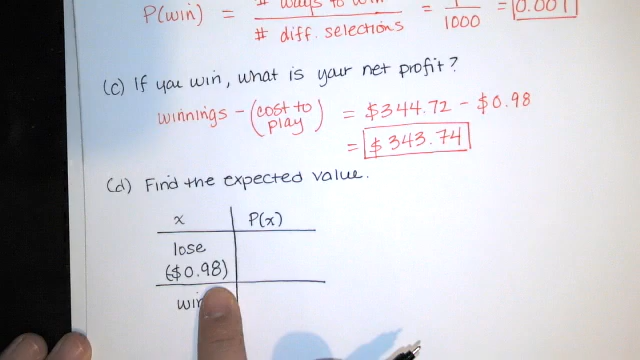 # ways to win
P(win) = = 1 = 0.001
# diff. selections 1000
(c) If you win, what is your net profit?
winnings - (cost to play) = $344.72 - $0.98
= $343.74
(d) Find the expected value.
x P(x)
lose
($0.98)